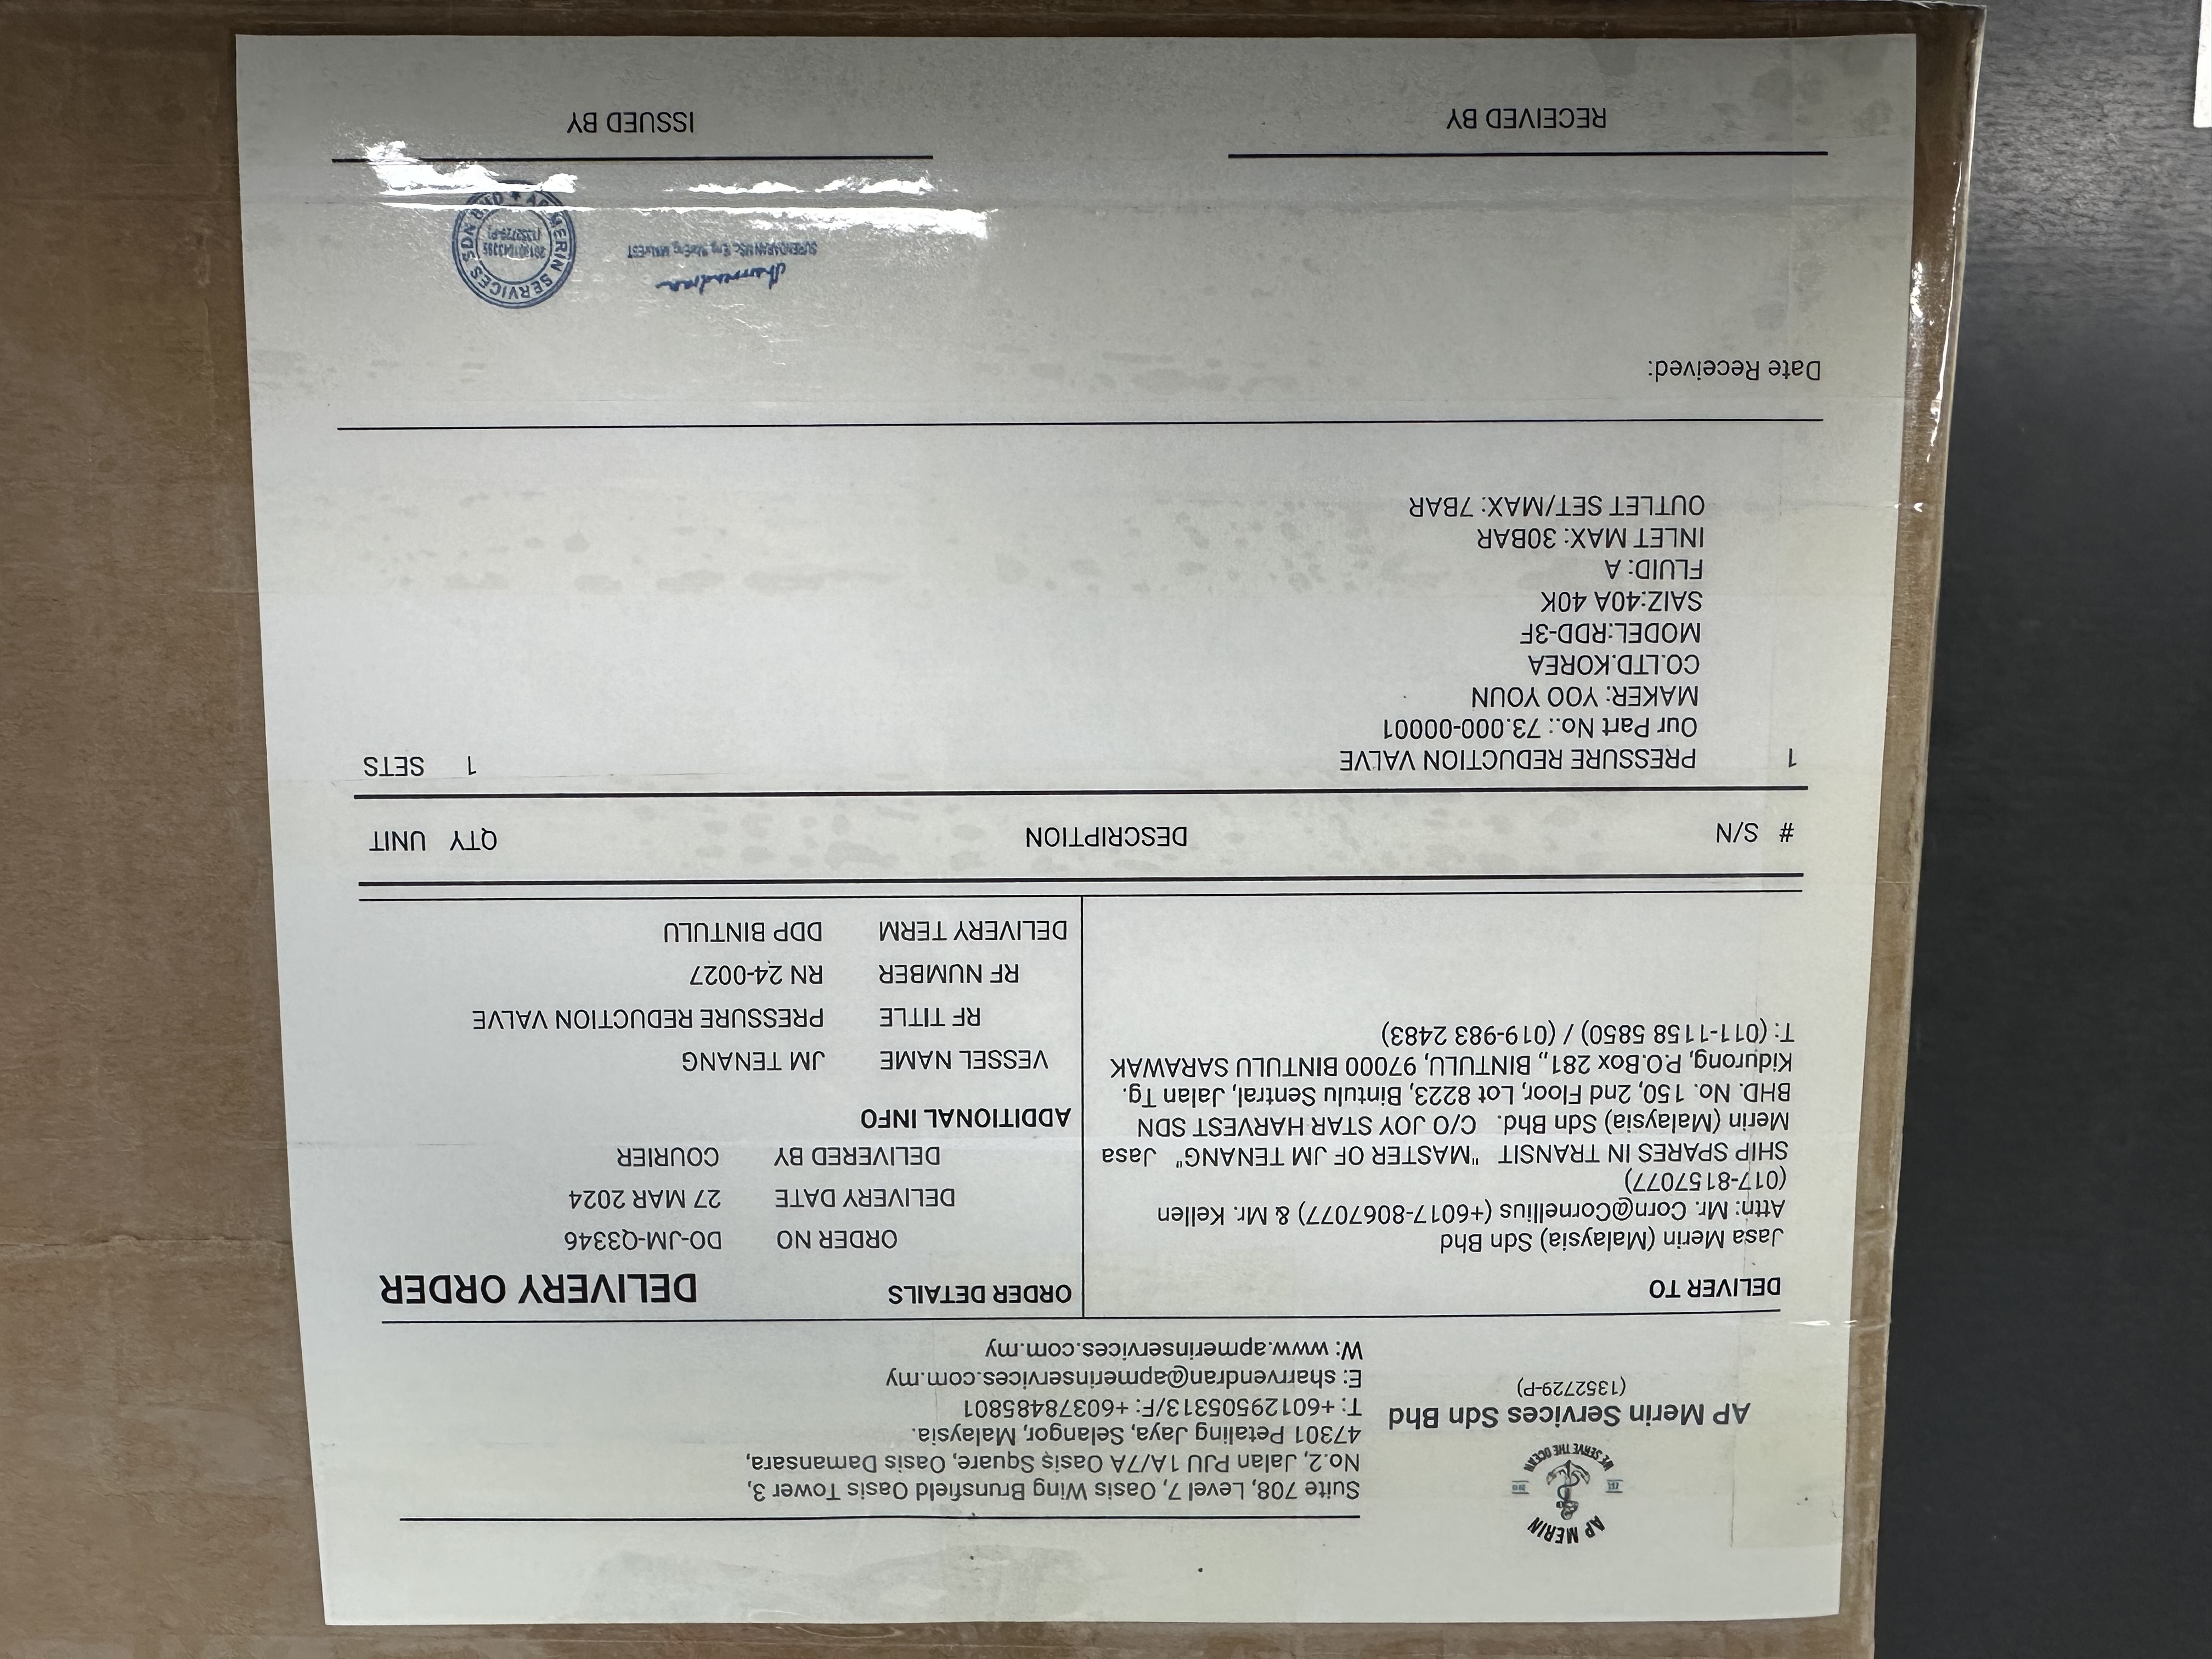 AP MERIN
WE SERVE THE OCEAN
AP Merin Services Sdn Bhd
(1352729-P)
Suite 708, Level 7, Oasis Wing Brunsfield Oasis Tower 3,
No.2, Jalan PJU 1A/7A Oasis Square, Oasis Damansara,
47301 Petaling Jaya, Selangor, Malaysia.
T: +60129505313/F: +60378485801
E: sharrvendran@apmerinservices.com.my
W: www.apmerinservices.com.my
DELIVER TO
Jasa Merin (Malaysia) Sdn Bhd
Attn: Mr. Corn@Cornellius (+6017-8067077) & Mr. Kellen
(017-8157077)
SHIP SPARES IN TRANSIT "MASTER OF JM TENANG" Jasa
Merin (Malaysia) Sdn Bhd. C/O JOY STAR HARVEST SDN
BHD. No. 150, 2nd Floor, Lot 8223, Bintulu Sentral, Jalan Tg.
Kidurong, P.O.Box 281,, BINTULU, 97000 BINTULU SARAWAK
T: (011-1158 5850) / (019-983 2483)
ORDER DETAILS DELIVERY ORDER
ORDER NO DO-JM-Q3346
DELIVERY DATE 27 MAR 2024
DELIVERED BY COURIER
ADDITIONAL INFO
VESSEL NAME JM TENANG
RF TITLE PRESSURE REDUCTION VALVE
RF NUMBER RN 24-0027
DELIVERY TERM DDP BINTULU
# S/N DESCRIPTION QTY UNIT
1 PRESSURE REDUCTION VALVE 1 SETS
Our Part No.: 73.000-00001
MAKER: YOO YOUN
CO.LTD.KOREA
MODEL:RDD-3F
SAIZ:40A 40K
FLUID: A
INLET MAX: 30BAR
OUTLET SET/MAX: 7BAR
Date Received:
AP MERIN SERVICES SDN BHD
(1352729-P)
RECEIVED BY ISSUED BY